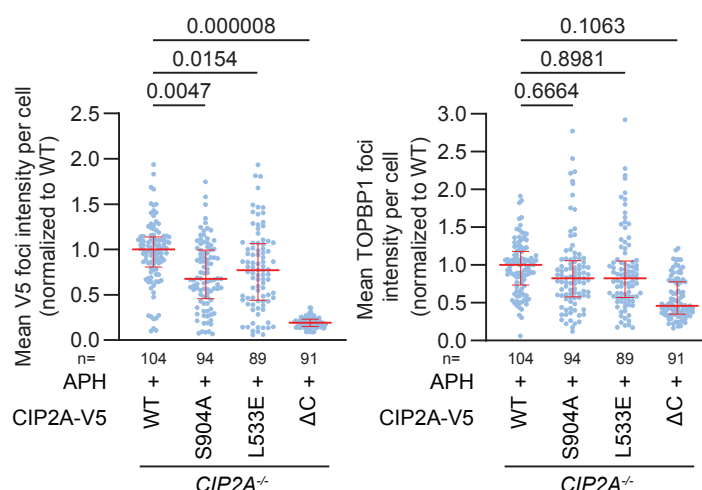 0.000008
0.0154
0.0047
Mean V5 foci intensity per cell
(normalized to WT)
2.5
2.0
1.5
1.0
0.5
0.0
n= 104 94 89 91
APH + + + +
CIP2A-V5 WT S904A L533E ΔC
CIP2A-/-
0.1063
0.8981
0.6664
Mean TOPBP1 foci
intensity per cell
(normalized to WT)
3.0
2.5
2.0
1.5
1.0
0.5
0.0
n= 104 94 89 91
APH + + + +
CIP2A-V5 WT S904A L533E ΔC
CIP2A-/-